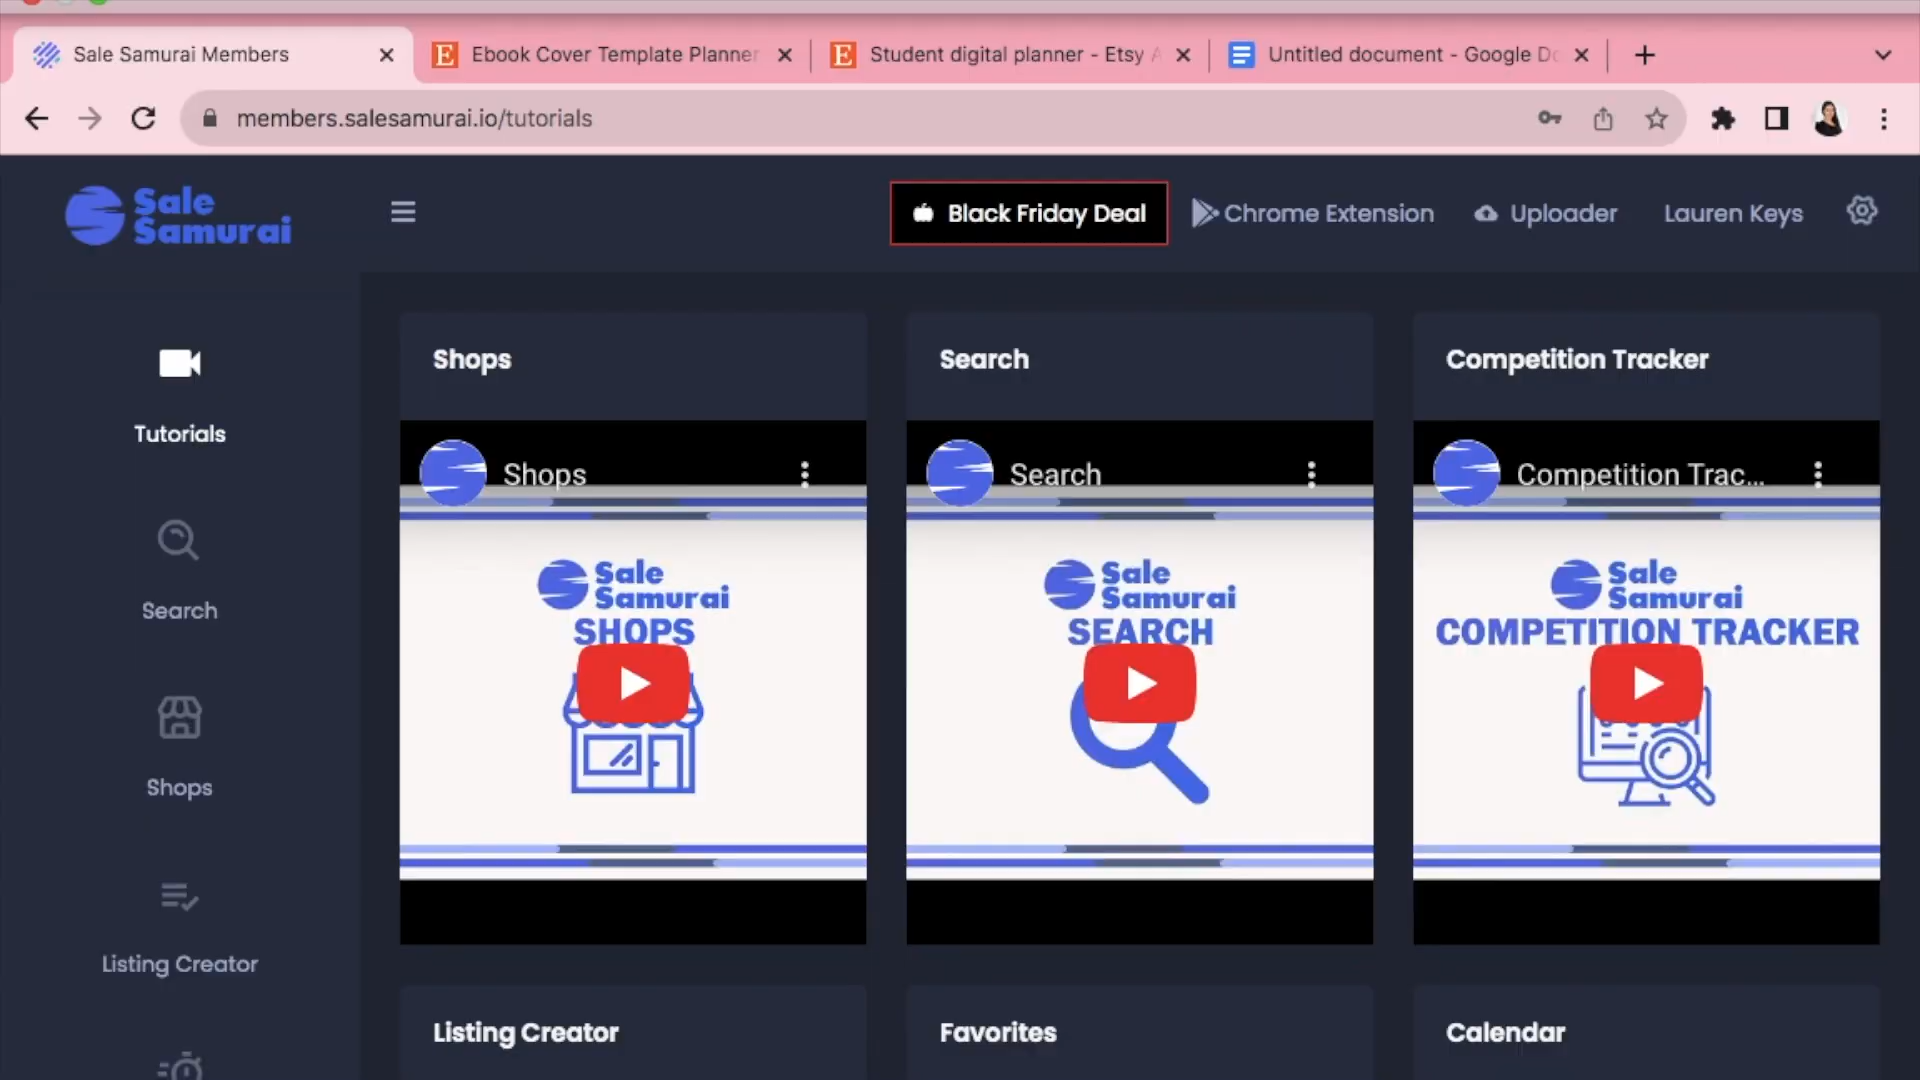 Sale Samurai Members
Ebook Cover Template Planner
Student digital planner - Etsy
Untitled document - Google Do
members.salesamurai.io/tutorials
Sale
Samurai
Black Friday Deal
Chrome Extension
Uploader
Lauren Keys
Tutorials
Search
Shops
Listing Creator
Shops
Shops
Sale
Samurai
SHOPS
Search
Search
Sale
Samurai
SEARCH
Competition Tracker
Competition Trac...
Sale
Samurai
COMPETITION TRACKER
Listing Creator
Favorites
Calendar